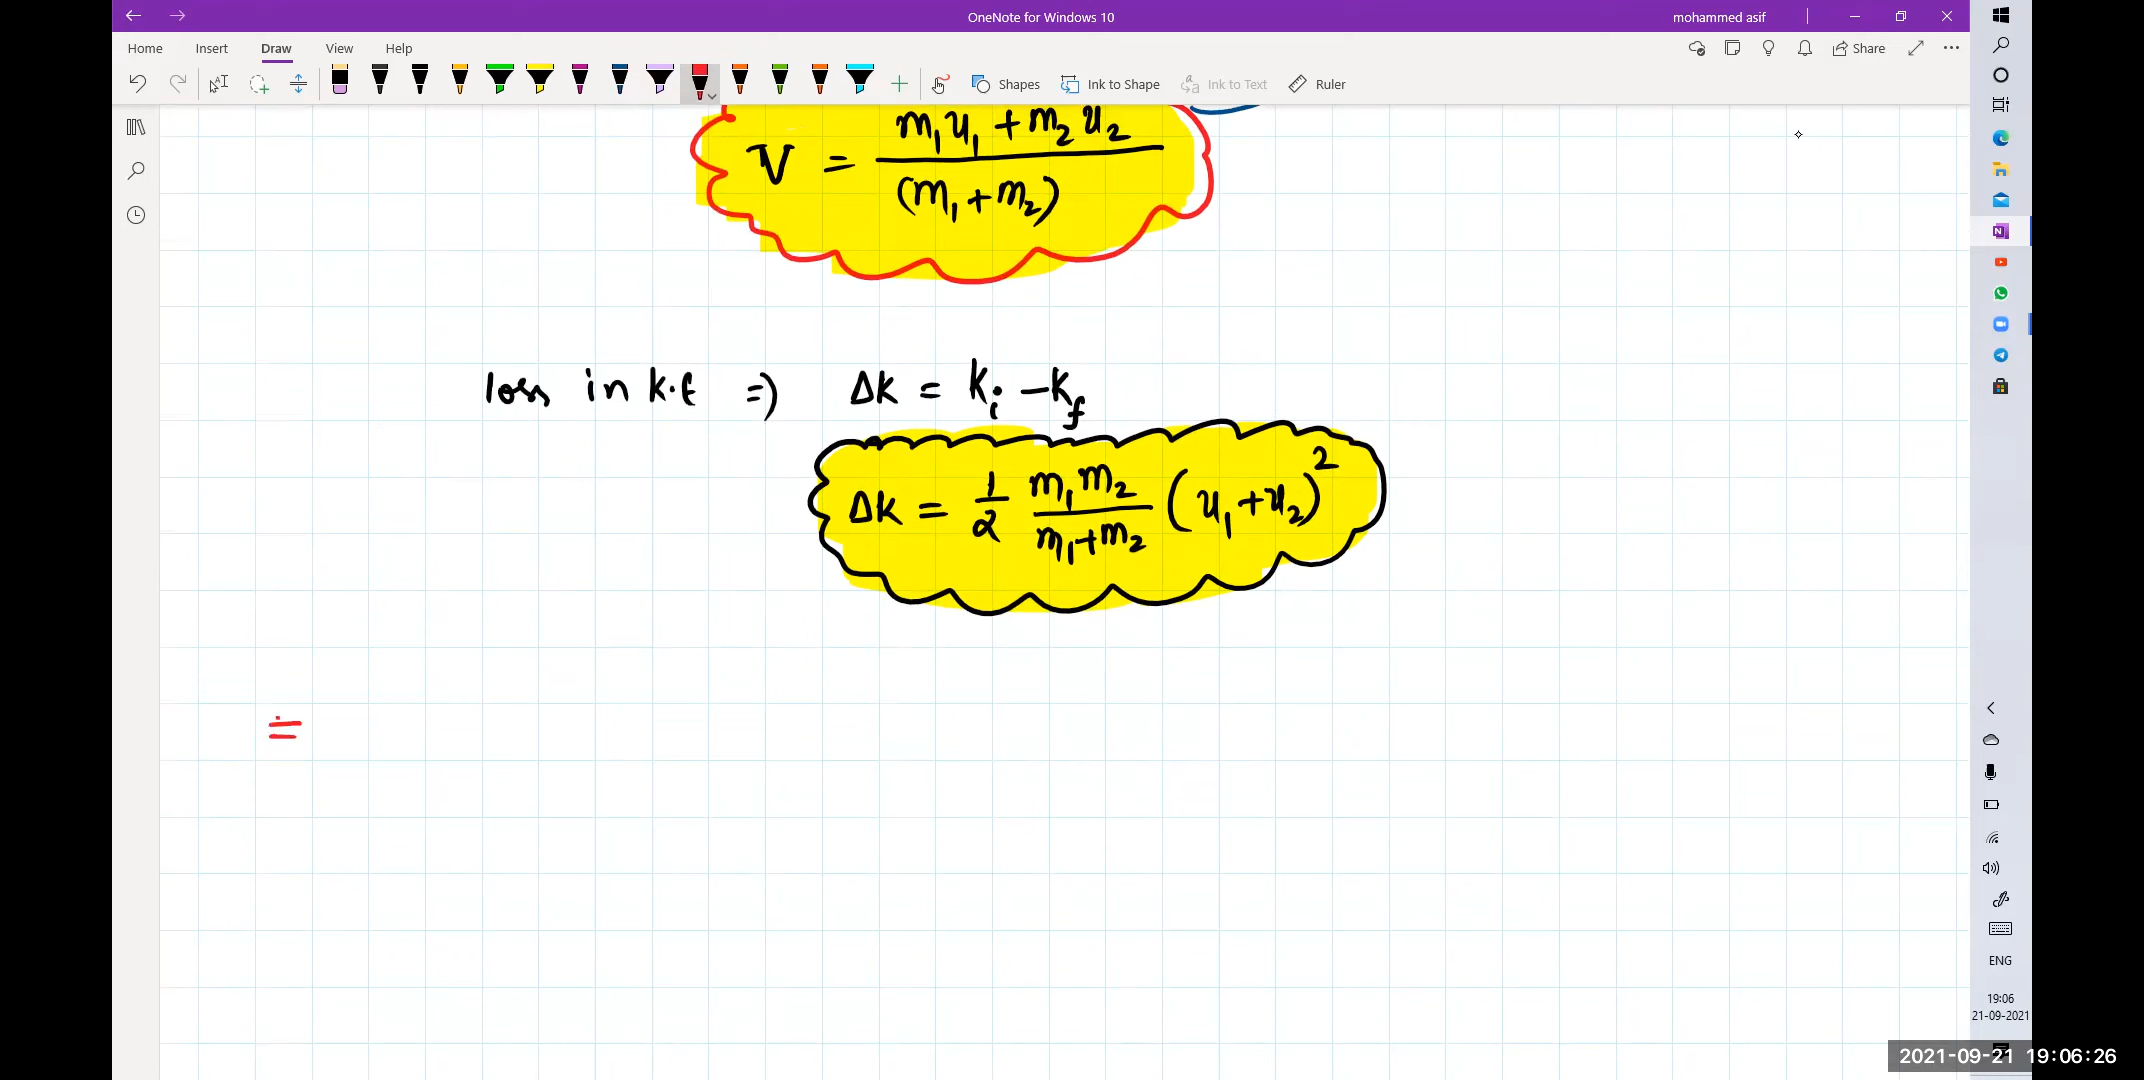 OneNote for Windows 10
mohammed asif
Home Insert Draw View Help
Share
Shapes Ink to Shape Ink to Text Ruler
V = m₁u₁ + m₂u₂ / (m₁+m₂)
loss in k.E ⇒ Δk = kᵢ − k_f
Δk = 1/2 m₁m₂/m₁+m₂ (u₁+u₂)²
=
ENG
19:06
21-09-2021
2021-09-21 19:06:26